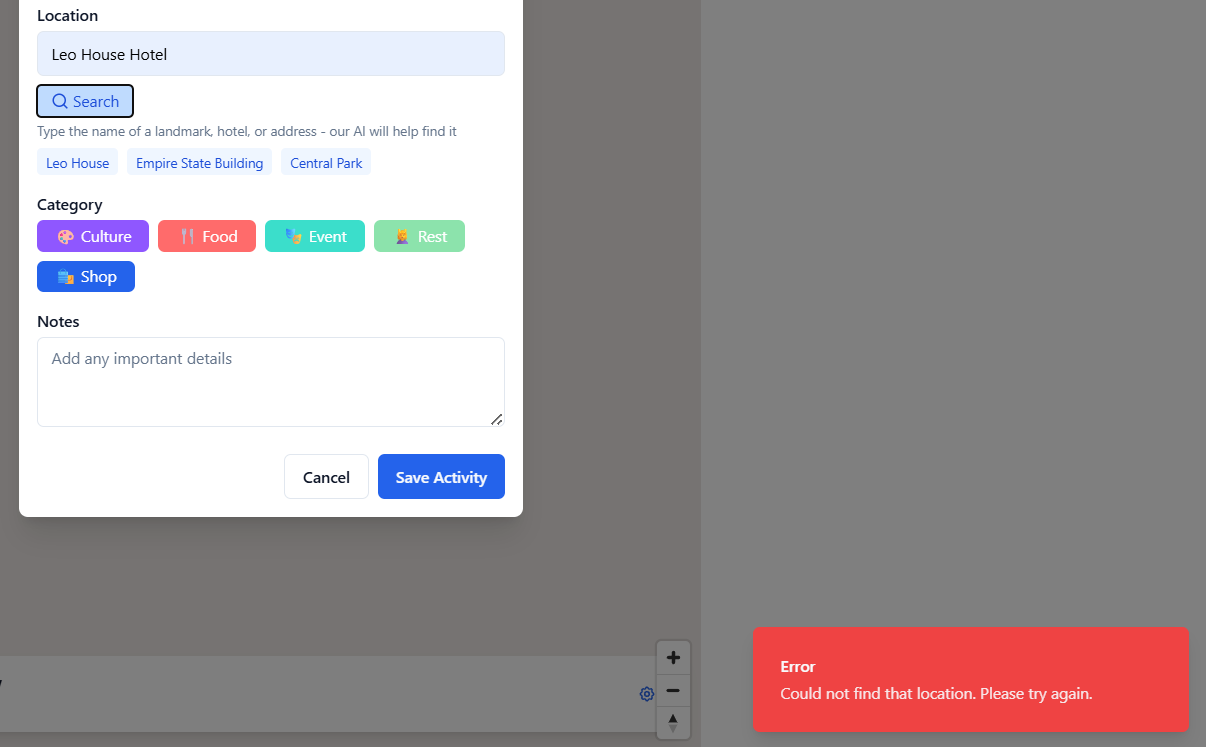 Location
Leo House Hotel
Search
Type the name of a landmark, hotel, or address - our AI will help find it
Leo House
Empire State Building
Central Park
Category
Culture
Food
Event
Rest
Shop
Notes
Add any important details
Cancel
Save Activity
Error
Could not find that location. Please try again.